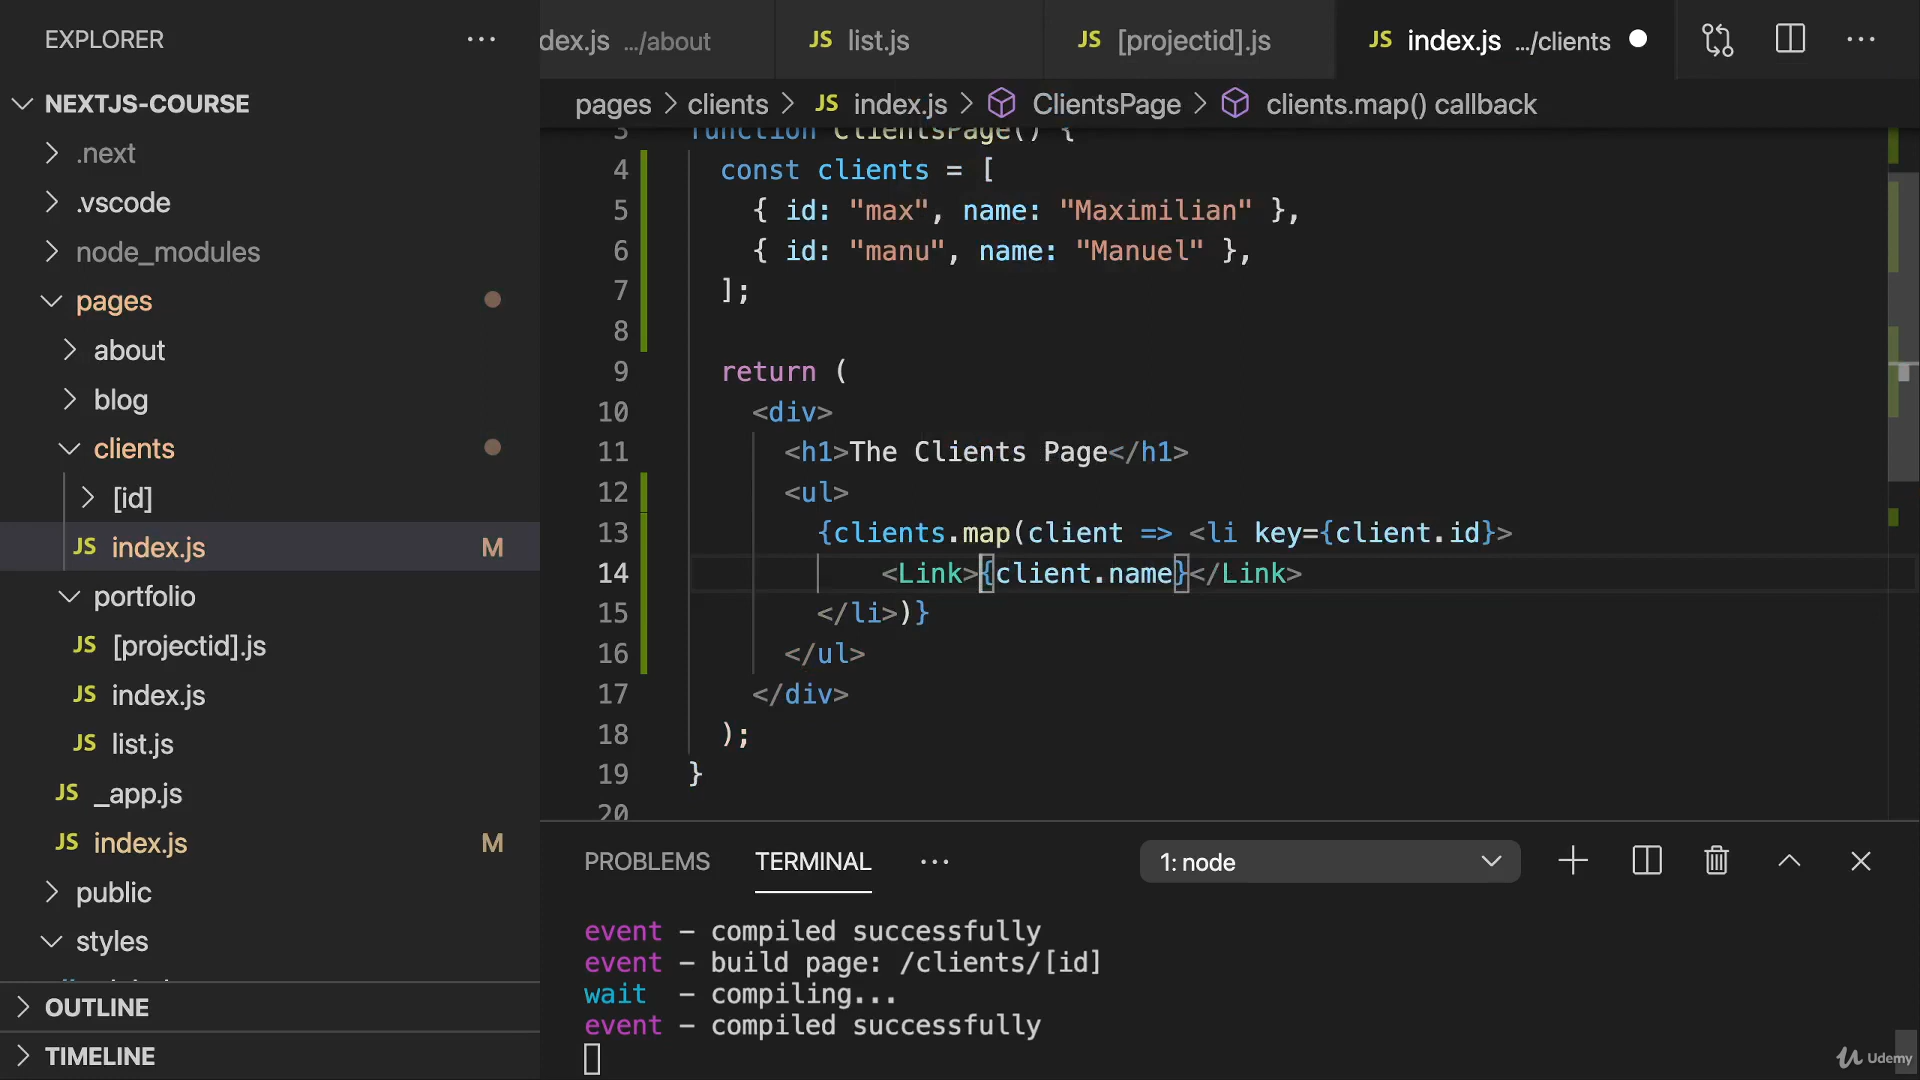 EXPLORER
NEXTJS-COURSE
.next
.vscode
node_modules
pages
about
blog
clients
[id]
JS index.js M
portfolio
JS [projectid].js
JS index.js
JS list.js
JS _app.js
JS index.js M
public
styles
OUTLINE
TIMELINE
dex.js .../about
JS list.js
JS [projectid].js
JS index.js .../clients
pages > clients > JS index.js > ClientsPage > clients.map() callback
3 function ClientsPage() {
4 const clients = [
5 { id: "max", name: "Maximilian" },
6 { id: "manu", name: "Manuel" },
7 ];
8
9 return (
10 <div>
11 <h1>The Clients Page</h1>
12 <ul>
13 {clients.map(client => <li key={client.id}>
14 <Link>{client.name}</Link>
15 </li>)}
16 </ul>
17 </div>
18 );
19 }
20
PROBLEMS TERMINAL 1: node
event - compiled successfully
event - build page: /clients/[id]
wait - compiling...
event - compiled successfully
Udemy